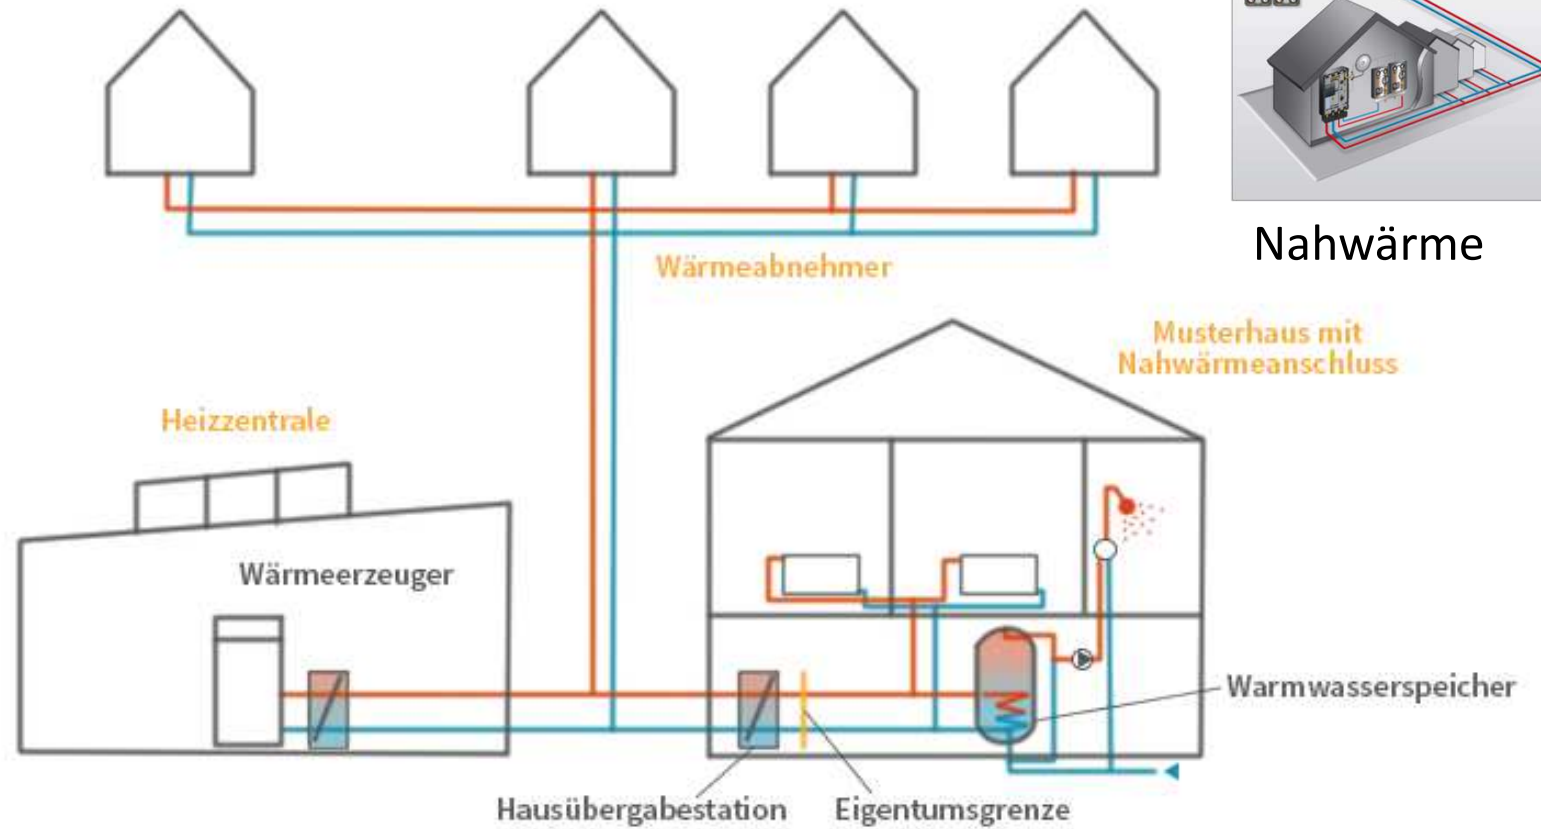 Nahwärme
Wärmeabnehmer
Musterhaus mit
Nahwärmeanschluss
Heizzentrale
Wärmeerzeuger
Warmwasserspeicher
Hausübergabestation
Eigentumsgrenze